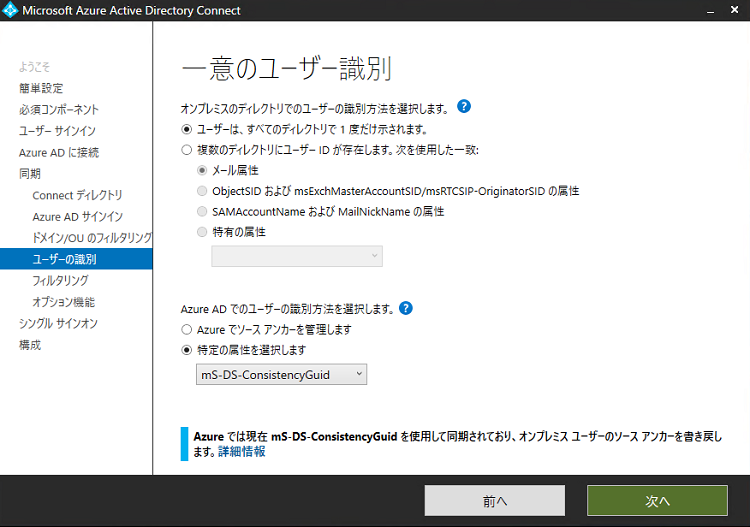 Microsoft Azure Active Directory Connect
ようこそ
簡単設定
必須コンポーネント
ユーザー サインイン
Azure AD に接続
同期
Connect ディレクトリ
Azure AD サインイン
ドメイン/OU のフィルタリング
ユーザーの識別
フィルタリング
オプション機能
シングル サインオン
構成
一意のユーザー識別
オンプレミスのディレクトリでのユーザーの識別方法を選択します。 ?
ユーザーは、すべてのディレクトリで 1 度だけ示されます。
複数のディレクトリにユーザー ID が存在します。次を使用した一致:
メール属性
ObjectSID および msExchMasterAccountSID/msRTCSIP-OriginatorSID の属性
SAMAccountName および MailNickName の属性
特有の属性
Azure AD でのユーザーの識別方法を選択します。 ?
Azure でソース アンカーを管理します
特定の属性を選択します
mS-DS-ConsistencyGuid
Azure では現在 mS-DS-ConsistencyGuid を使用して同期されており、オンプレミス ユーザーのソース アンカーを書き戻し
ます。詳細情報
前へ
次へ